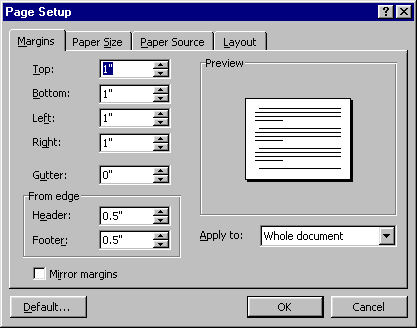 Page Setup
Margins Paper Size Paper Source Layout
Top: 1"
Bottom: 1"
Left: 1"
Right: 1"
Gutter: 0"
From edge
Header: 0.5"
Footer: 0.5"
Mirror margins
Preview
Apply to: Whole document
Default... OK Cancel